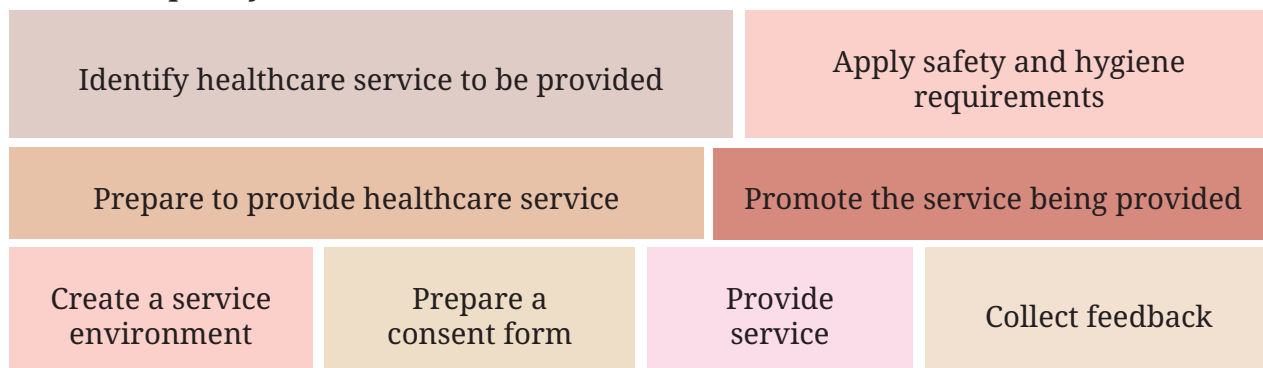 Identify healthcare service to be provided
Apply safety and hygiene
requirements
Prepare to provide healthcare service
Promote the service being provided
Create a service
environment
Prepare a
consent form
Provide
service
Collect feedback